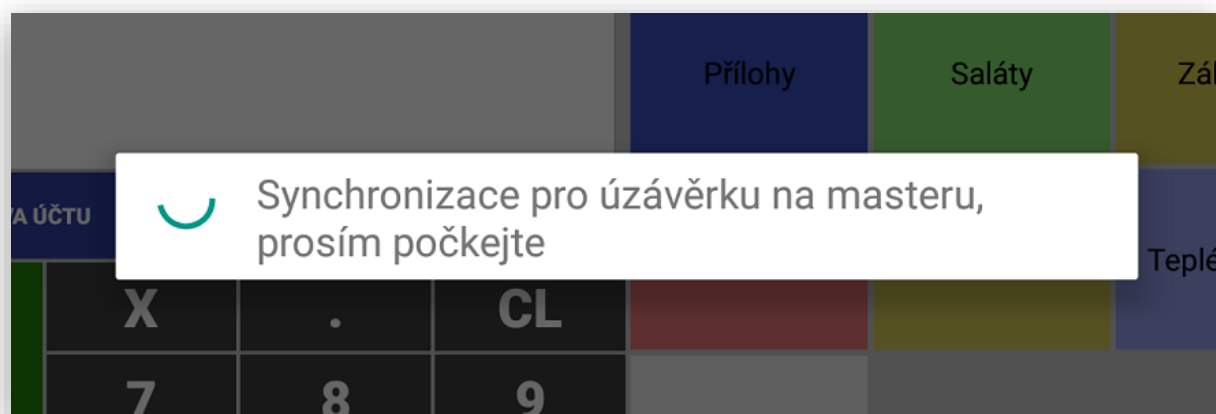 Přílohy
Saláty
Synchronizace pro úzávěrku na masteru,
prosím počkejte
ÚČTU
X . CL
7 8 9